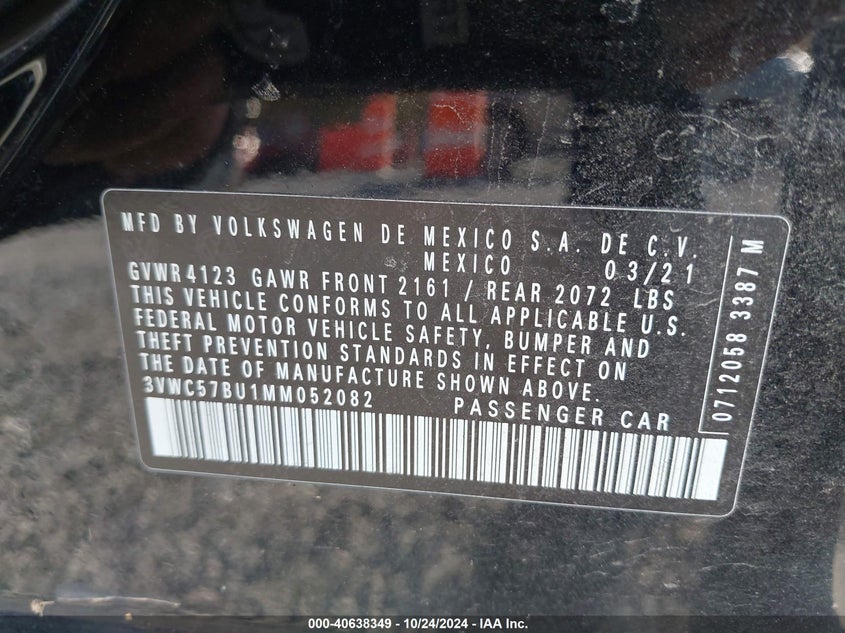 MFD BY VOLKSWAGEN DE MEXICO S.A. DE C.V.
MEXICO 03/21
GVWR 4123 GAWR FRONT 2161 / REAR 2072 LBS
THIS VEHICLE CONFORMS TO ALL APPLICABLE U.S.
FEDERAL MOTOR VEHICLE SAFETY, BUMPER AND
THEFT PREVENTION STANDARDS IN EFFECT ON
THE DATE OF MANUFACTURE SHOWN ABOVE.
3VWC57BU1MM052082 PASSENGER CAR
0712058 3387 M
000-40638349 - 10/24/2024 - IAA Inc.